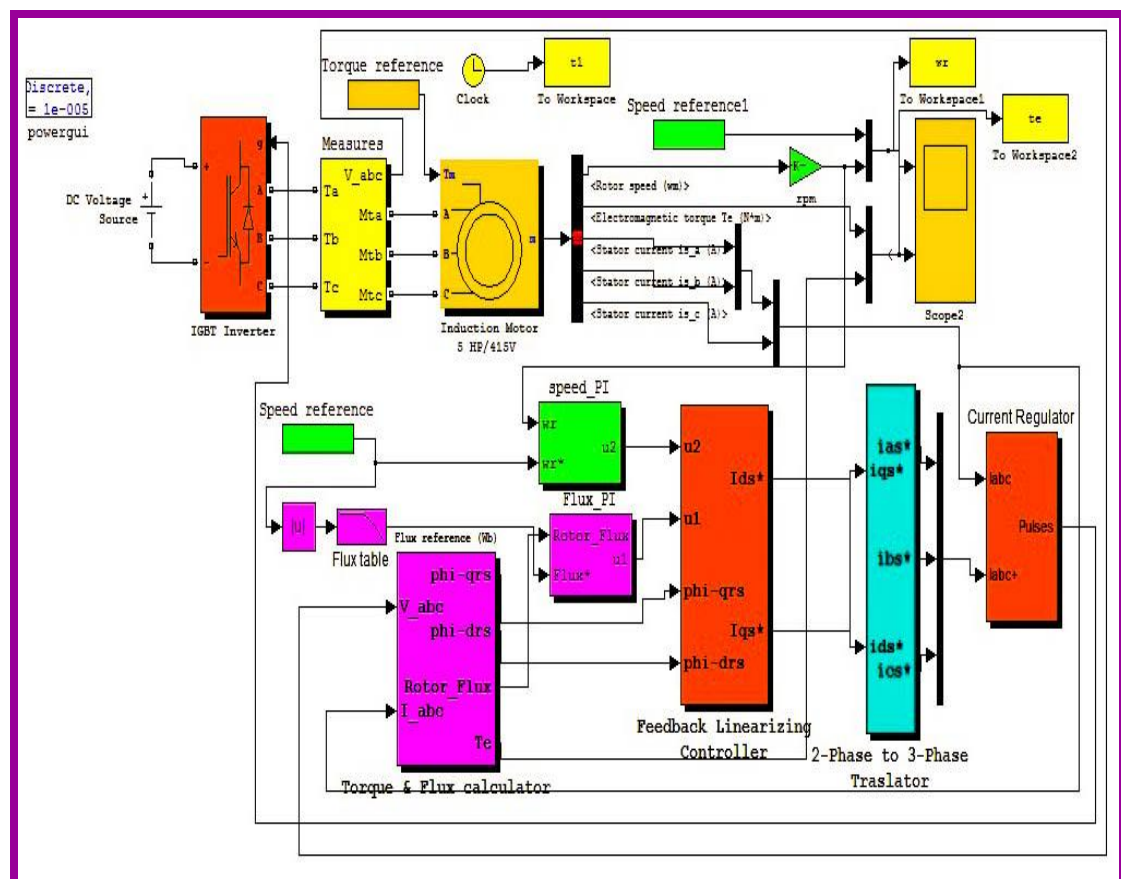 Discrete,
= 1e-005
powergui
DC Voltage
Source
+
+
-
g
A
B
C
IGBT Inverter
Measures
V_abc
Ta
Mta
Tb
Mtb
Tc
Mtc
Torque reference
Tm
A
B
C
m
Induction Motor
5 HP/415V
Clock
t1
To Workspace
Speed reference1
K-
rpm
<Rotor speed (wm)>
<Electromagnetic torque Te (N*m)>
<Stator current is_a (A)>
<Stator current is_b (A)>
<Stator current is_c (A)>
wr
To Workspace1
te
To Workspace2
Scope2
Speed reference
|u|
Flux table
Flux reference (Wb)
speed_PI
wr
u2
wr*
Flux_PI
Rotor_Flux
u1
Flux*
phi-qrs
V_abc
phi-drs
Rotor_Flux
I_abc
Te
Torque & Flux calculator
u2
Ids*
u1
phi-qrs
Iqs*
phi-drs
Feedback Linearizing
Controller
ias*
iqs*
ibs*
ids*
ics*
2-Phase to 3-Phase
Traslator
Current Regulator
Iabc
Pulses
Iabc+